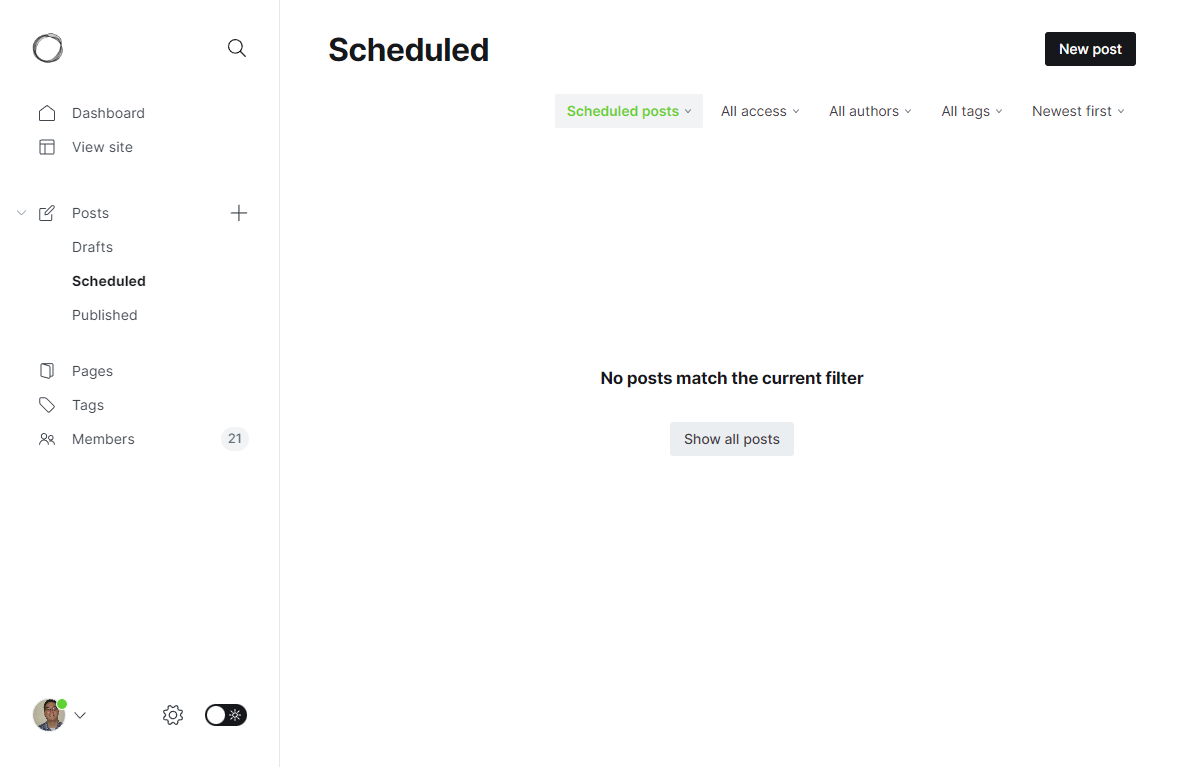 Dashboard
View site
Posts
Drafts
Scheduled
Published
Pages
Tags
Members 21
Scheduled
New post
Scheduled posts All access All authors All tags Newest first
No posts match the current filter
Show all posts